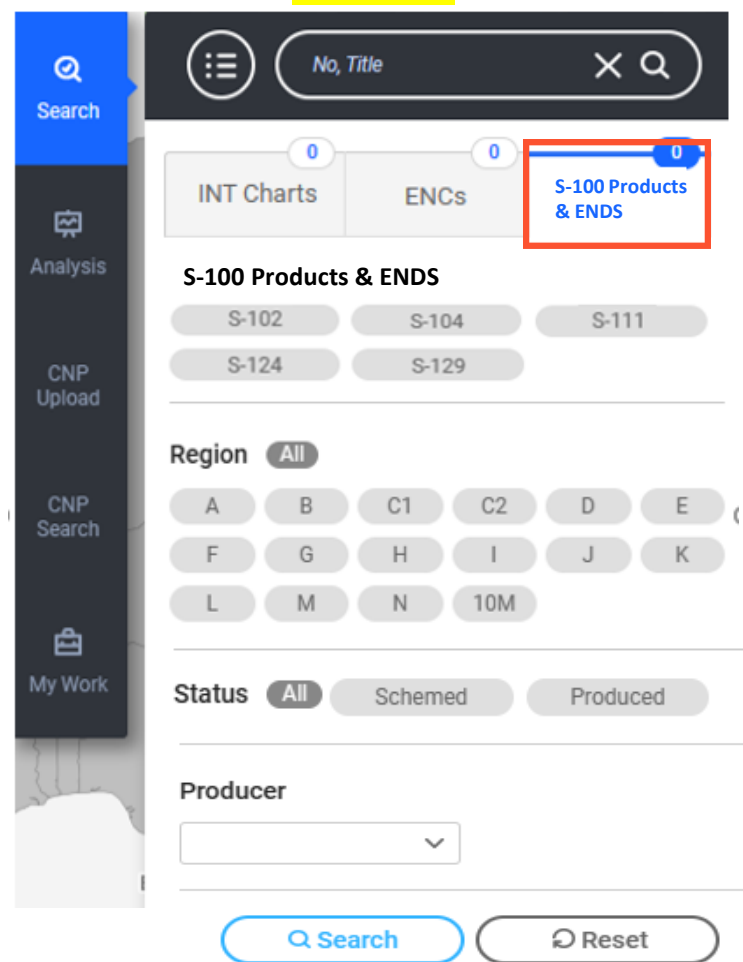 Search
Analysis
CNP
Upload
CNP
Search
My Work
No, Title
0
0
0
INT Charts
ENCs
S-100 Products
& ENDS
S-100 Products & ENDS
S-102
S-104
S-111
S-124
S-129
Region All
A B C1 C2 D E
F G H I J K
L M N 10M
Status All Schemed Produced
Producer
Search
Reset